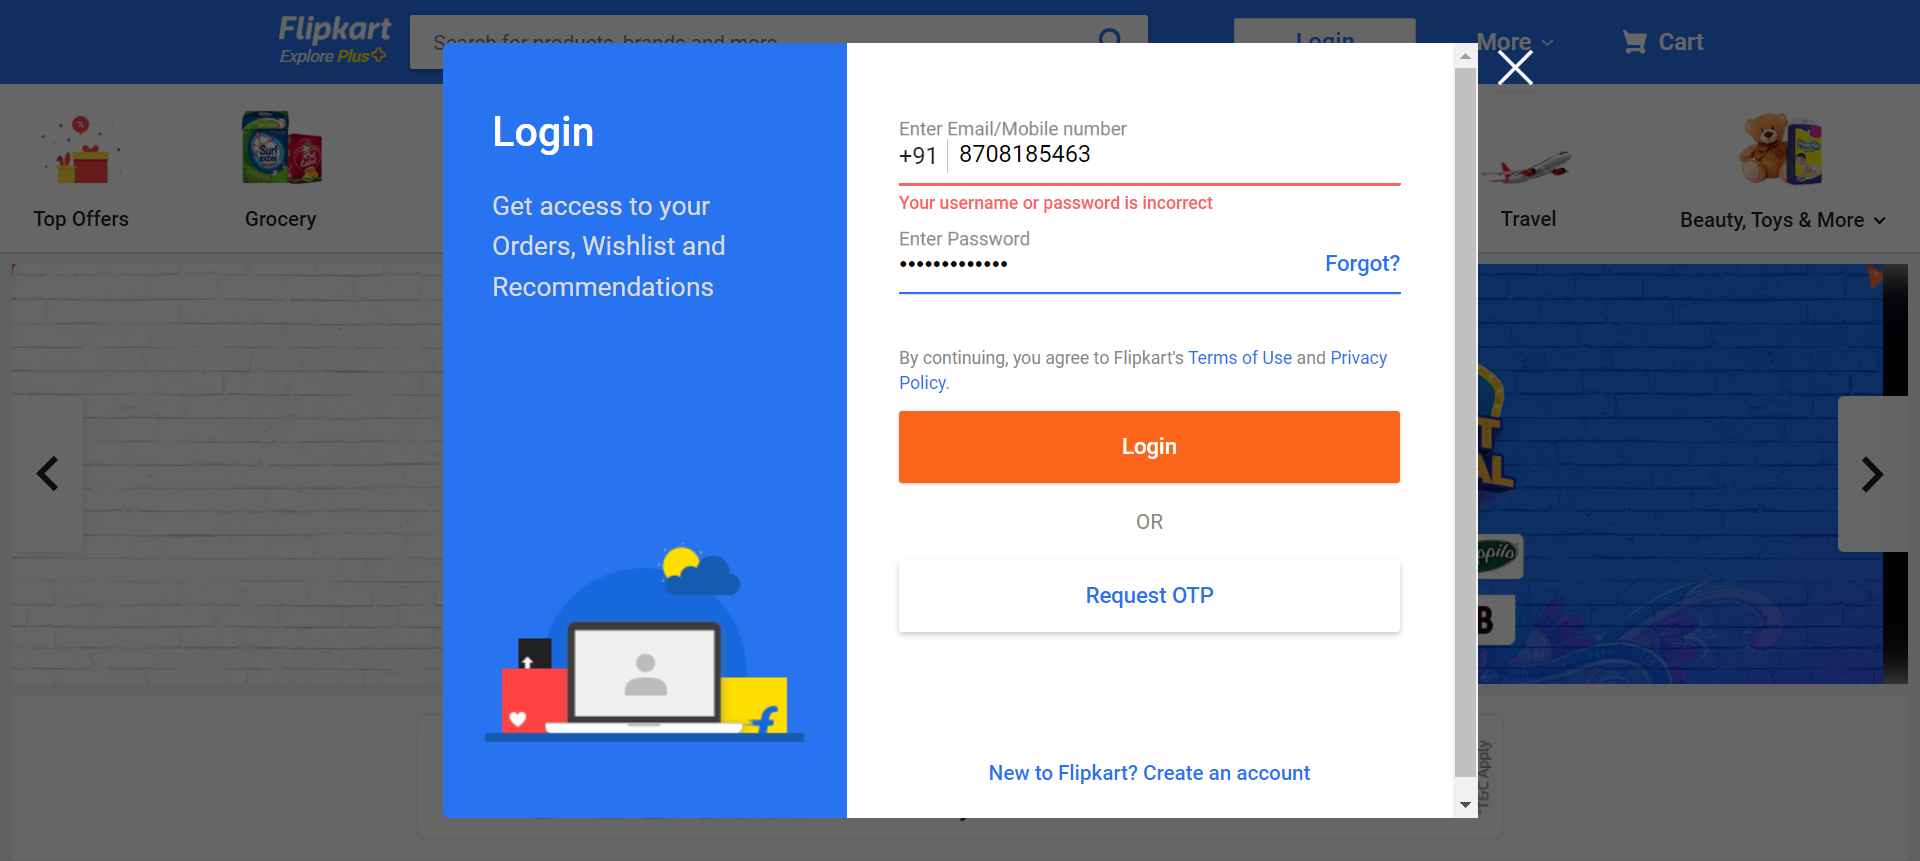 Flipkart
Explore Plus
Search for products, brands and more
Login
More
Cart
Top Offers
Grocery
Travel
Beauty, Toys & More
Surf excel
Login
Get access to your
Orders, Wishlist and
Recommendations
Enter Email/Mobile number
+91 8708185463
Your username or password is incorrect
Enter Password
•••••••••••••
Forgot?
By continuing, you agree to Flipkart's Terms of Use and Privacy
Policy.
Login
OR
Request OTP
New to Flipkart? Create an account
T&C Apply